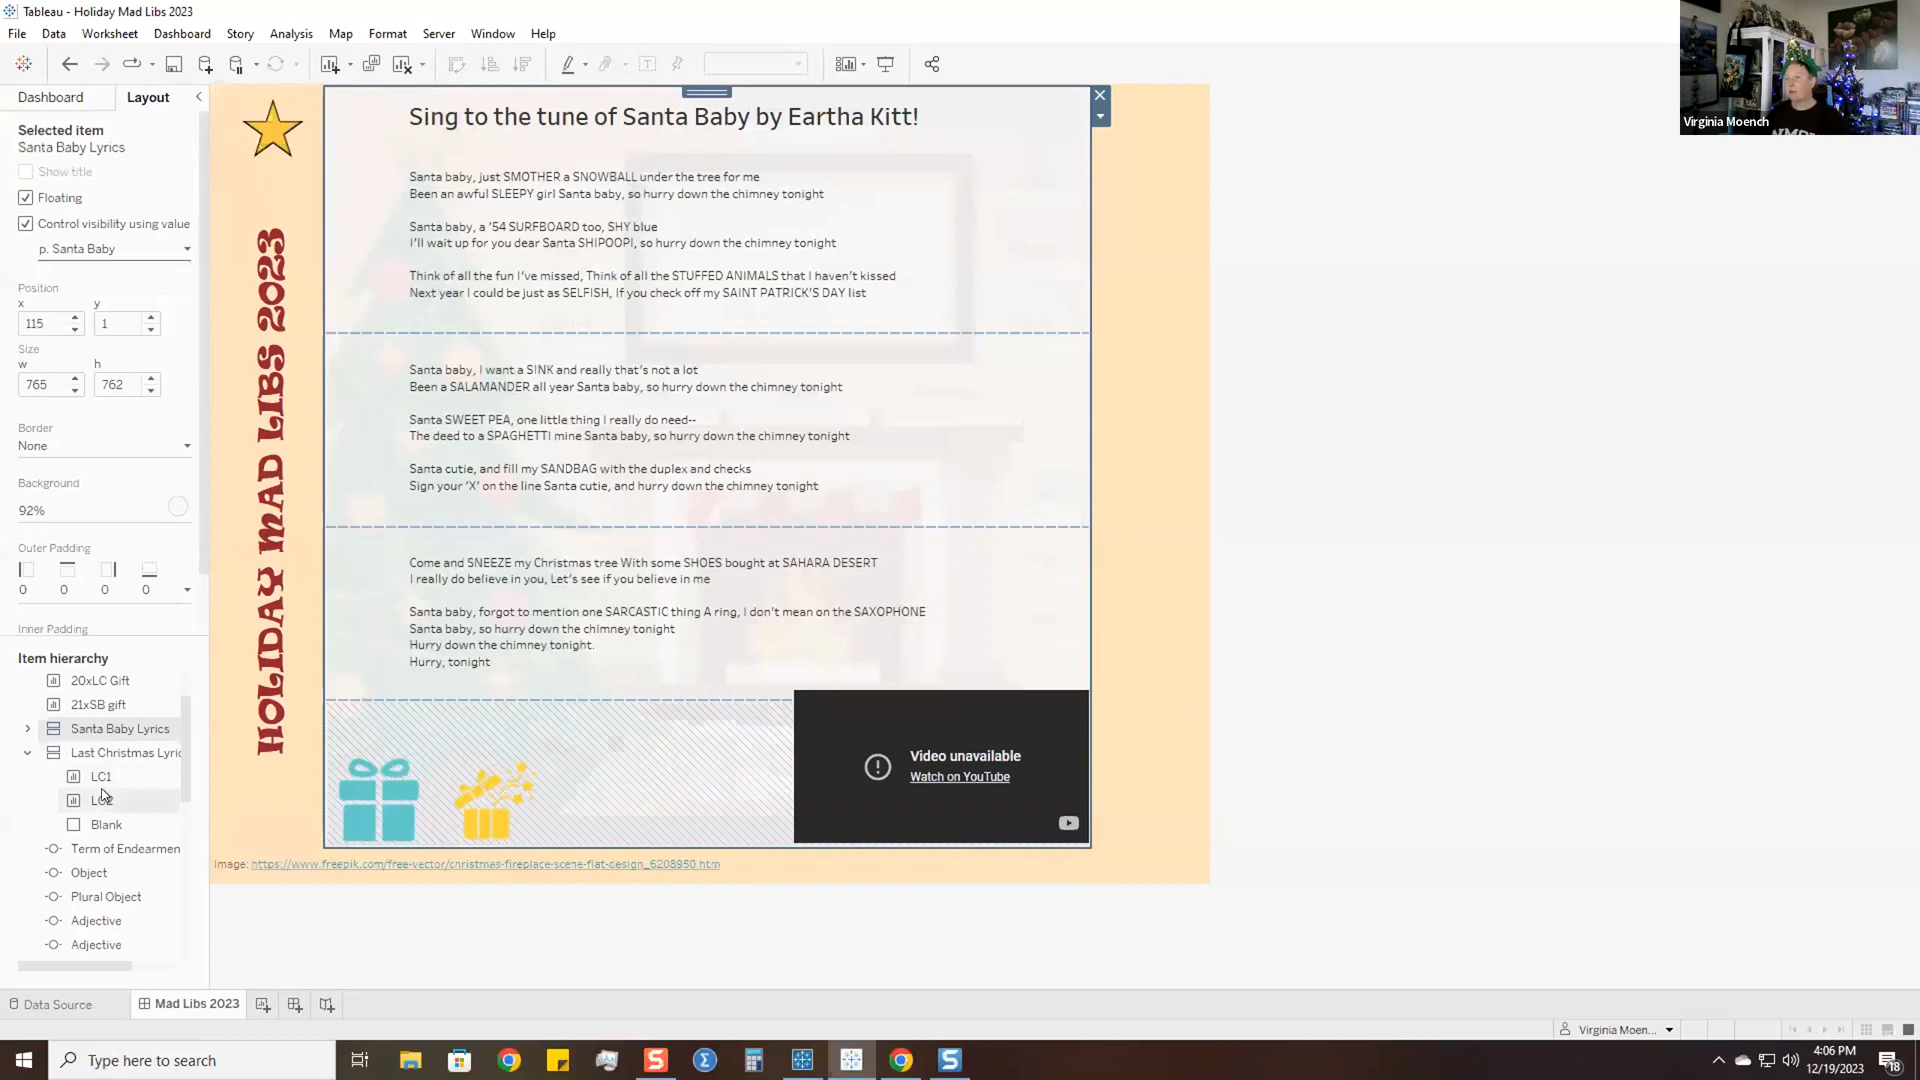 Tableau - Holiday Mad Libs 2023
File Data Worksheet Dashboard Story Analysis Map Format Server Window Help
Dashboard Layout
Selected item
Santa Baby Lyrics
Show title
Floating
Control visibility using value
p. Santa Baby
Position
x y
115 1
Size
w h
765 762
Border
None
Background
92%
Outer Padding
0 0 0 0
Inner Padding
Item hierarchy
20xLC Gift
21xSB gift
Santa Baby Lyrics
Last Christmas Lyric
LC1
LC2
Blank
Term of Endearmen
Object
Plural Object
Adjective
Adjective
HOLIDAY MAD LIBS 2023
Sing to the tune of Santa Baby by Eartha Kitt!
Santa baby, just SMOTHER a SNOWBALL under the tree for me
Been an awful SLEEPY girl Santa baby, so hurry down the chimney tonight
Santa baby, a '54 SURFBOARD too, SHY blue
I'll wait up for you dear Santa SHIPOOPI, so hurry down the chimney tonight
Think of all the fun I've missed, Think of all the STUFFED ANIMALS that I haven't kissed
Next year I could be just as SELFISH, If you check off my SAINT PATRICK'S DAY list
Santa baby, I want a SINK and really that's not a lot
Been a SALAMANDER all year Santa baby, so hurry down the chimney tonight
Santa SWEET PEA, one little thing I really do need--
The deed to a SPAGHETTI mine Santa baby, so hurry down the chimney tonight
Santa cutie, and fill my SANDBAG with the duplex and checks
Sign your 'X' on the line Santa cutie, and hurry down the chimney tonight
Come and SNEEZE my Christmas tree With some SHOES bought at SAHARA DESERT
I really do believe in you, Let's see if you believe in me
Santa baby, forgot to mention one SARCASTIC thing A ring, I don't mean on the SAXOPHONE
Santa baby, so hurry down the chimney tonight
Hurry down the chimney tonight.
Hurry, tonight
Video unavailable
Watch on YouTube
Image: https://www.freepik.com/free-vector/christmas-fireplace-scene-flat-design_6208950.htm
Virginia Moench
Data Source Mad Libs 2023
Virginia Moen...
Type here to search
4:06 PM
12/19/2023
18